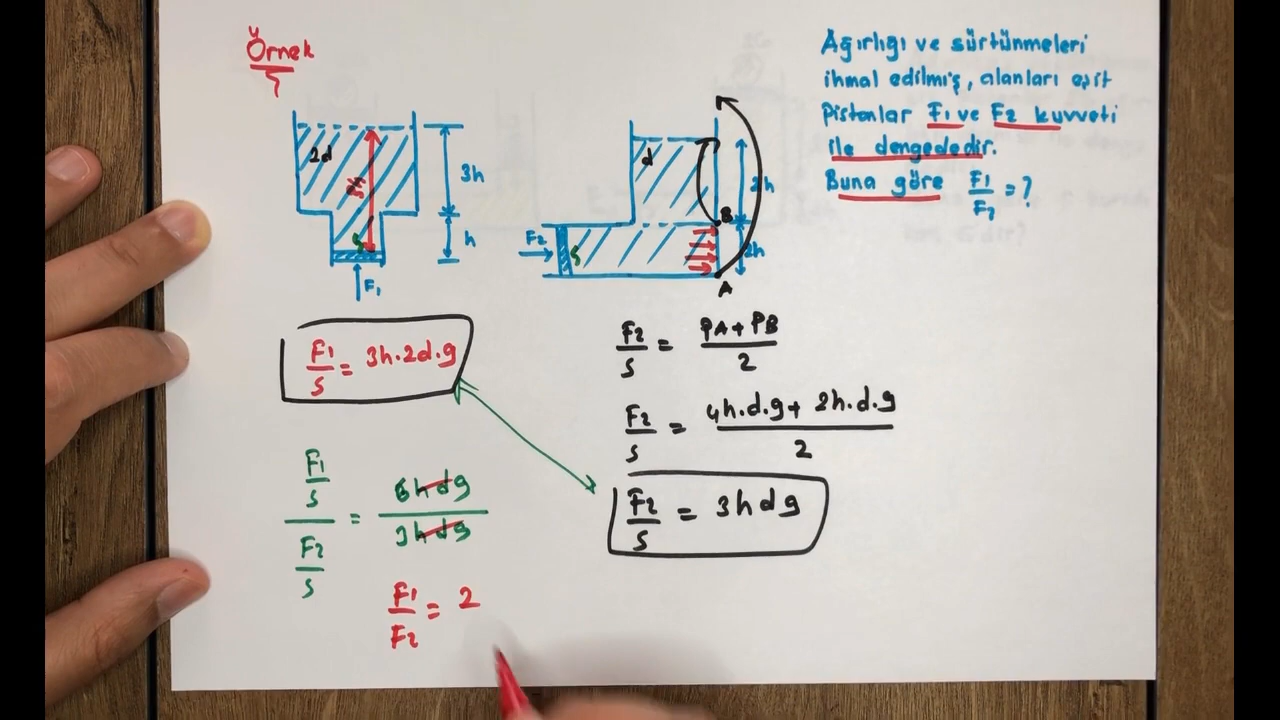 Örnek
Ağırlığı ve sürtünmeleri
ihmal edilmiş, alanları eşit
Pistonlar F1 ve F2 kuvveti
ile dengededir.
Buna göre F1/F2 = ?
2d
3h
h
S
F1
d
2h
2h
B
A
F2
S
F1/S = 3h.2d.g
F2/S = PA+PB/2
F2/S = 4h.d.g + 2h.d.g/2
F2/S = 3hdg
F1/S / F2/S = 6hdg/3hdg
F1/F2 = 2